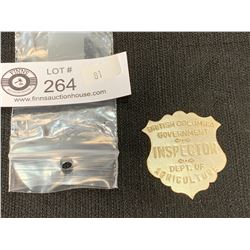 FINNS
LOT #
264
61
www.finnsauctionhouse.com
BRITISH COLUMBIA
GOVERNMENT
INSPECTOR
DEPT. OF
AGRICULTURE